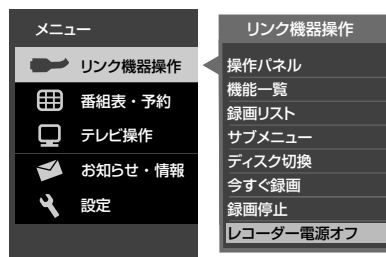 メニュー
リンク機器操作
番組表・予約
テレビ操作
お知らせ・情報
設定
リンク機器操作
操作パネル
機能一覧
録画リスト
サブメニュー
ディスク切換
今すぐ録画
録画停止
レコーダー電源オフ